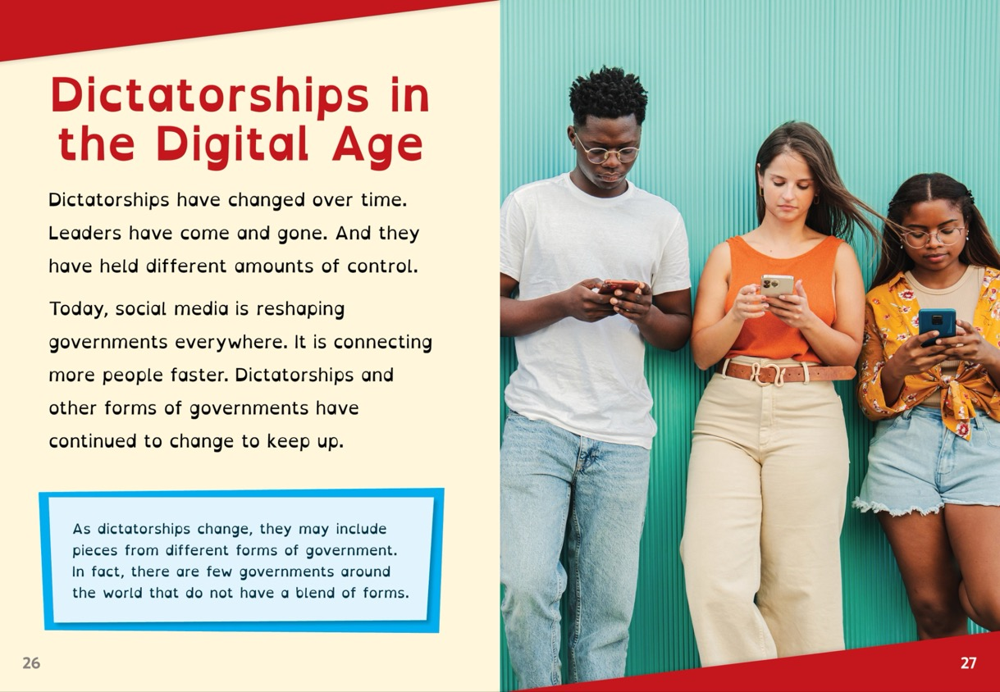 Dictatorships in
the Digital Age
Dictatorships have changed over time.
Leaders have come and gone. And they
have held different amounts of control.
Today, social media is reshaping
governments everywhere. It is connecting
more people faster. Dictatorships and
other forms of governments have
continued to change to keep up.
As dictatorships change, they may include
pieces from different forms of government.
In fact, there are few governments around
the world that do not have a blend of forms.
26
27